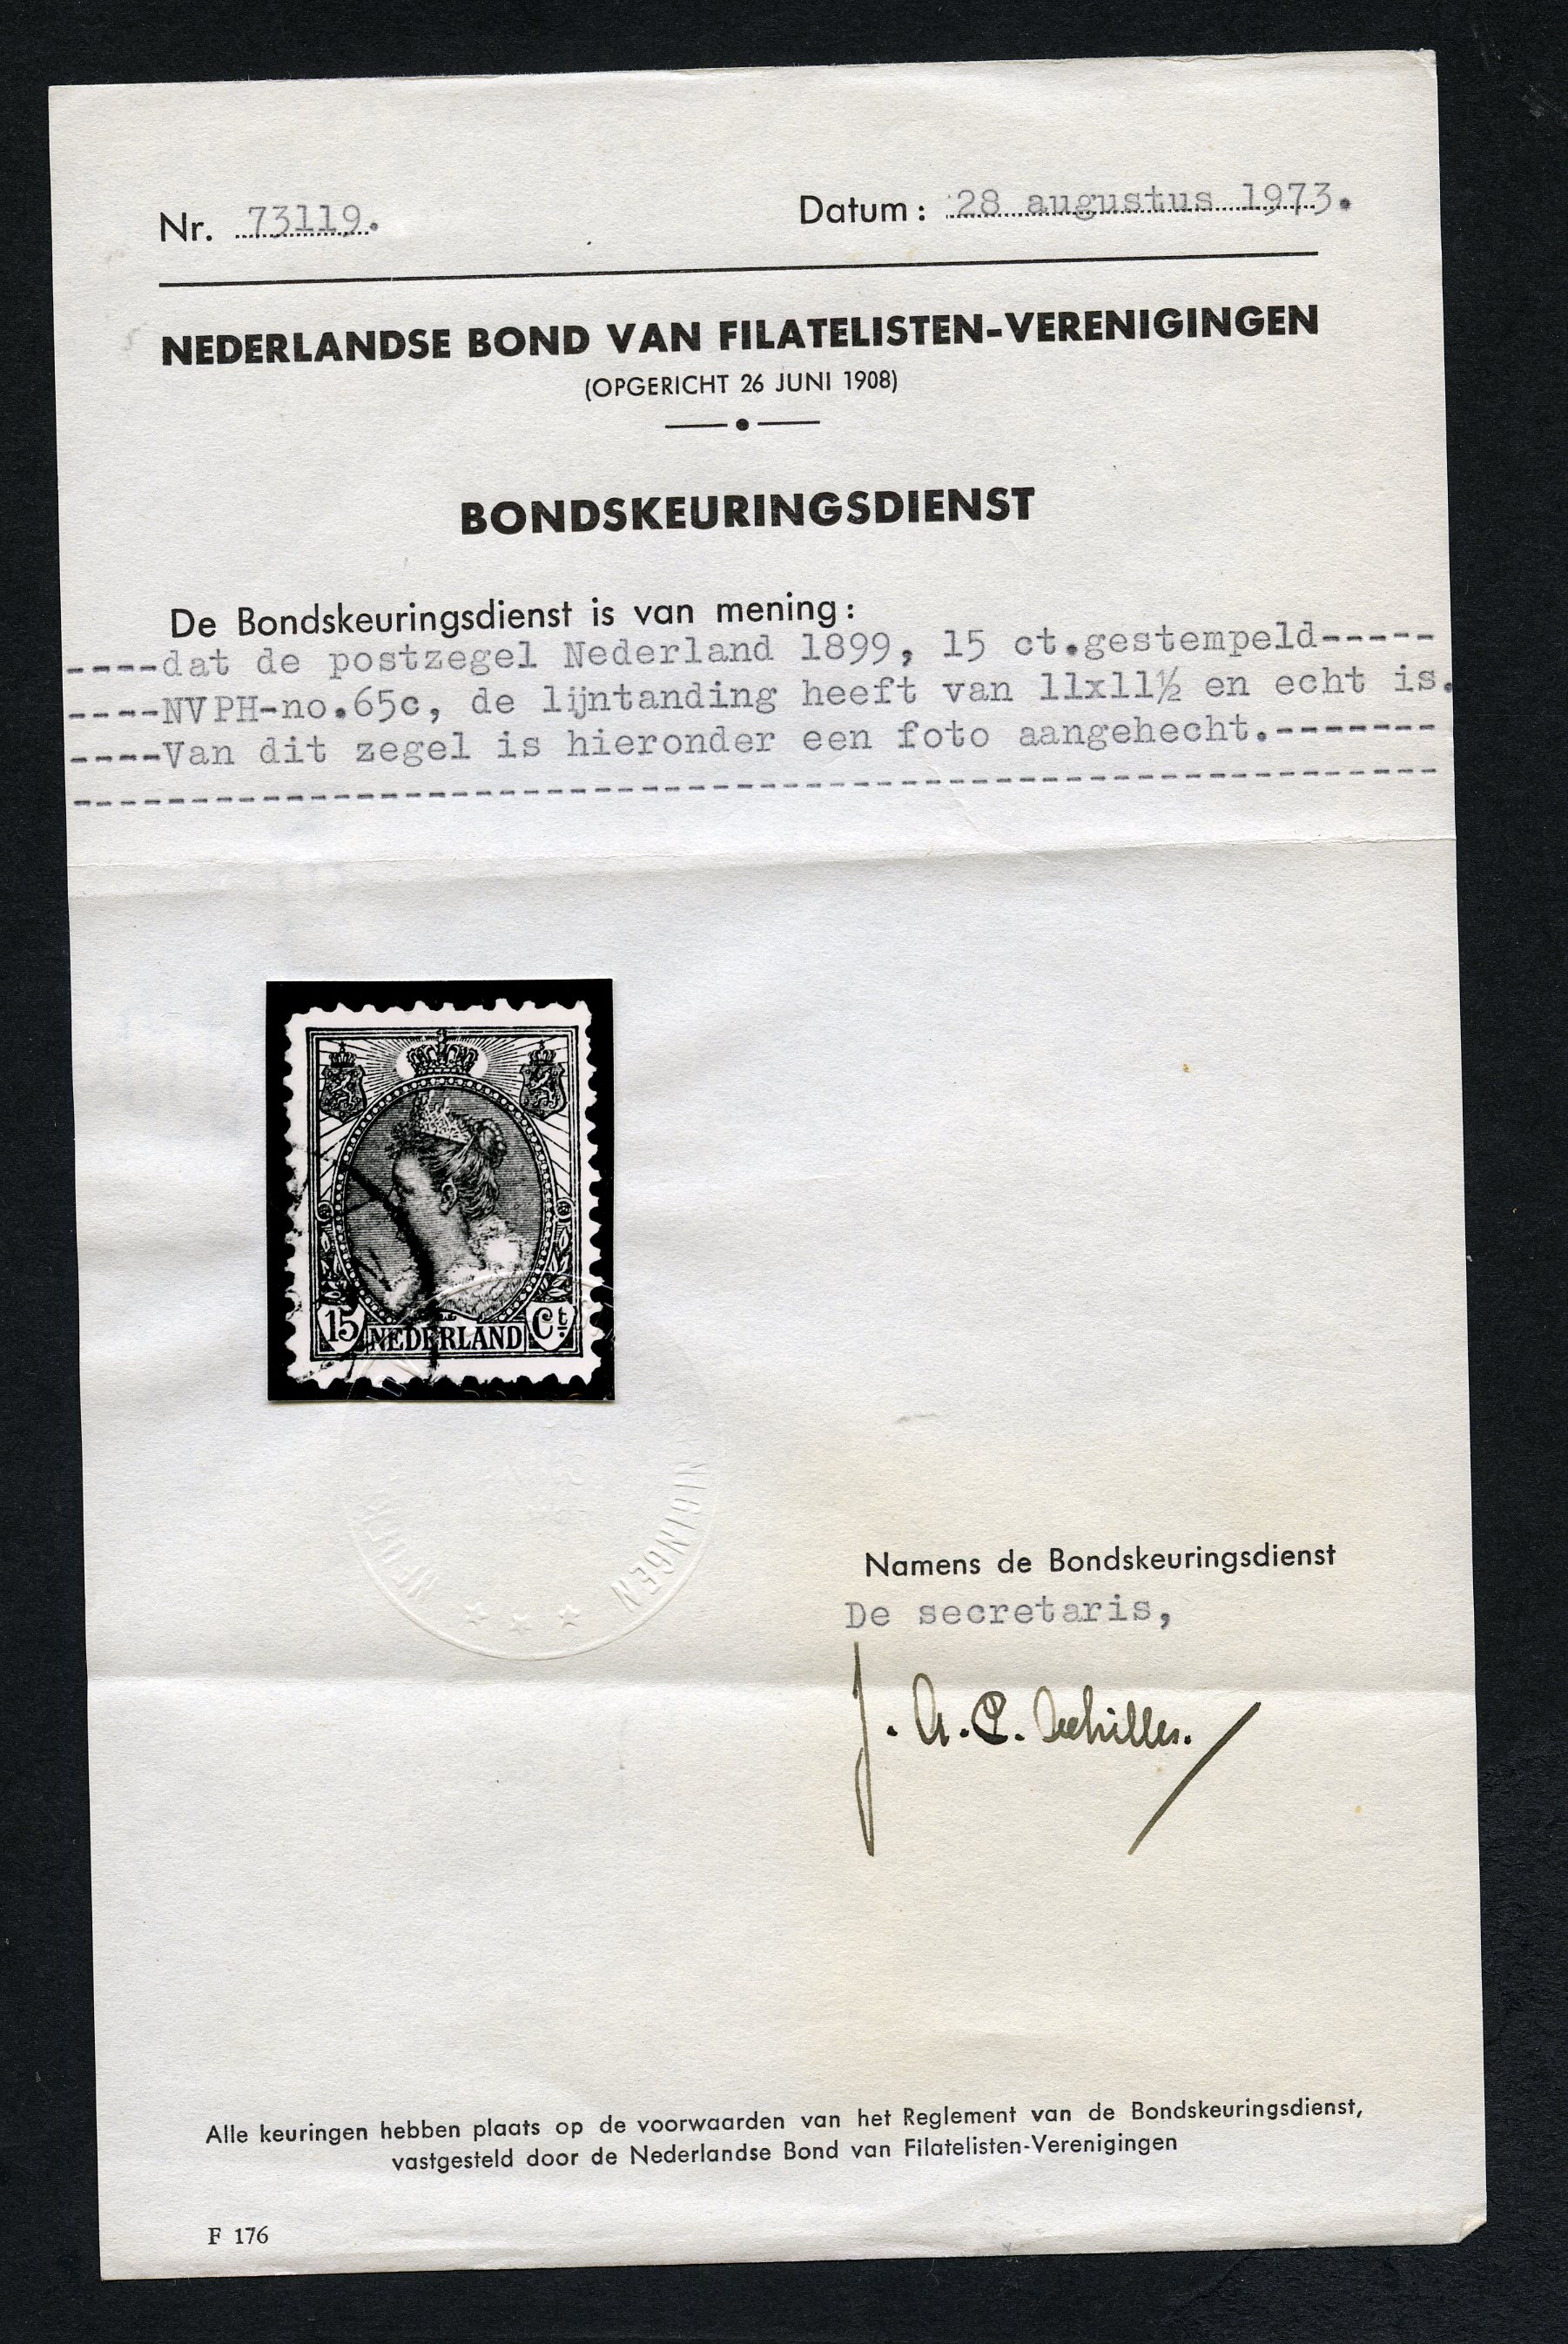 Nr. 73119.
Datum: 28 augustus 1973.
NEDERLANDSE BOND VAN FILATELISTEN-VERENIGINGEN
(OPGERICHT 26 JUNI 1908)
BONDSKEURINGSDIENST
De Bondskeuringsdienst is van mening:
----dat de postzegel Nederland 1899, 15 ct.gestempeld-----
----NVPH-no.65c, de lijntanding heeft van 11x11½ en echt is.
----Van dit zegel is hieronder een foto aangehecht.-------
15 NEDERLAND Ct
Namens de Bondskeuringsdienst
De secretaris,
Alle keuringen hebben plaats op de voorwaarden van het Reglement van de Bondskeuringsdienst,
vastgesteld door de Nederlandse Bond van Filatelisten-Verenigingen
F 176